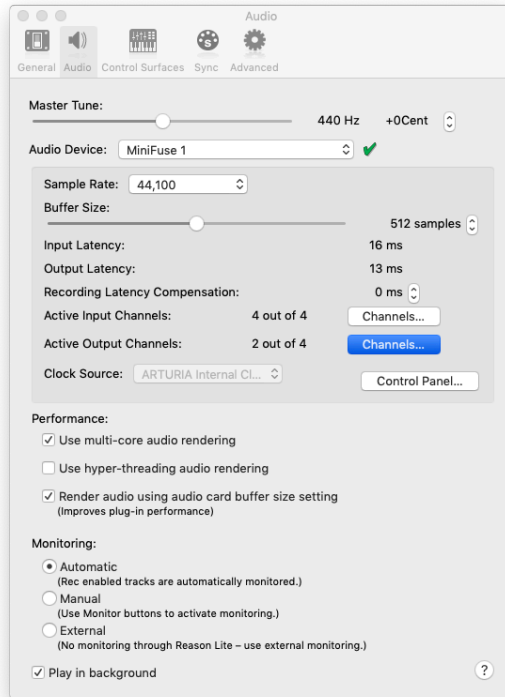 Audio
General Audio Control Surfaces Sync Advanced
Master Tune:
440 Hz +0Cent
Audio Device: MiniFuse 1
Sample Rate: 44,100
Buffer Size:
512 samples
Input Latency: 16 ms
Output Latency: 13 ms
Recording Latency Compensation: 0 ms
Active Input Channels: 4 out of 4 Channels...
Active Output Channels: 2 out of 4 Channels...
Clock Source: ARTURIA Internal Cl...
Control Panel...
Performance:
Use multi-core audio rendering
Use hyper-threading audio rendering
Render audio using audio card buffer size setting
(Improves plug-in performance)
Monitoring:
Automatic
(Rec enabled tracks are automatically monitored.)
Manual
(Use Monitor buttons to activate monitoring.)
External
(No monitoring through Reason Lite – use external monitoring.)
Play in background
?